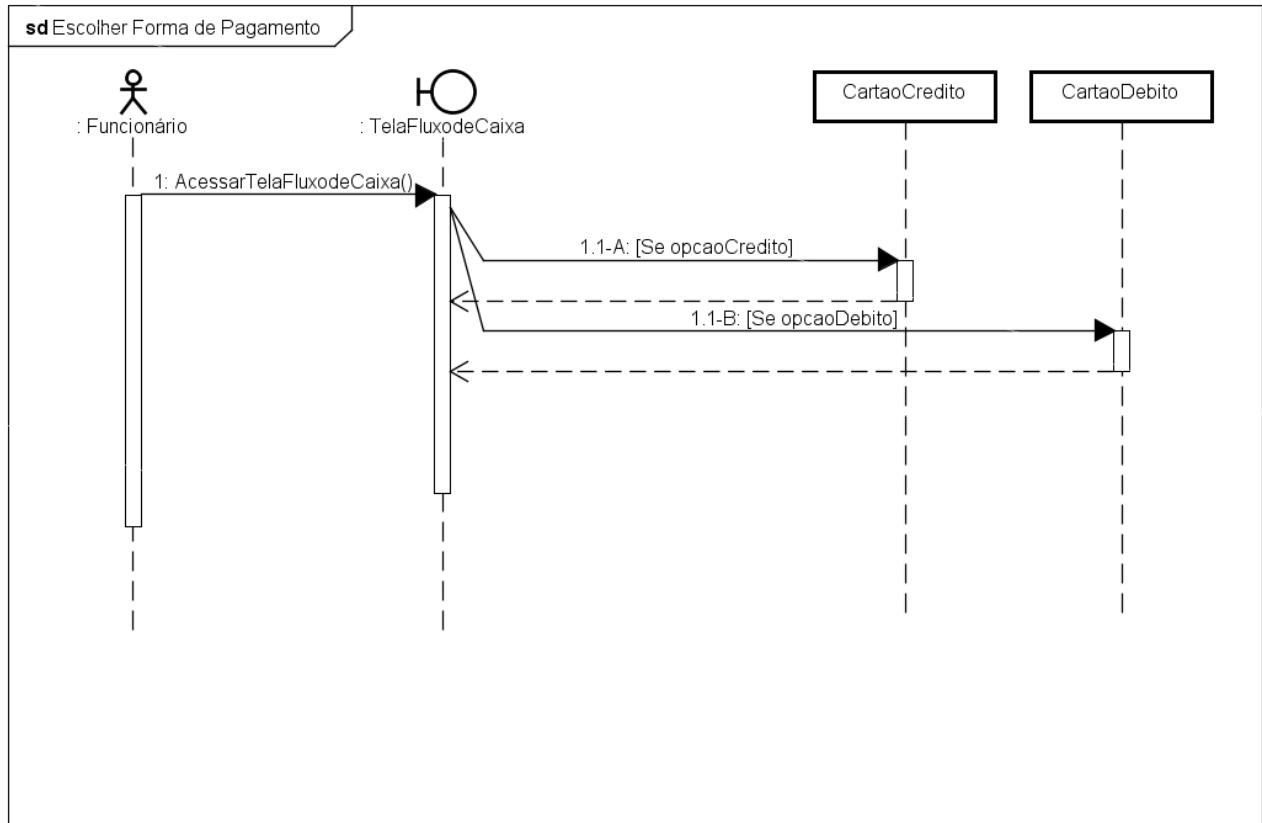 sd Escolher Forma de Pagamento
: Funcionário
: TelaFluxodeCaixa
CartaoCredito
CartaoDebito
1: AcessarTelaFluxodeCaixa()
1.1-A: [Se opcaoCredito]
1.1-B: [Se opcaoDebito]